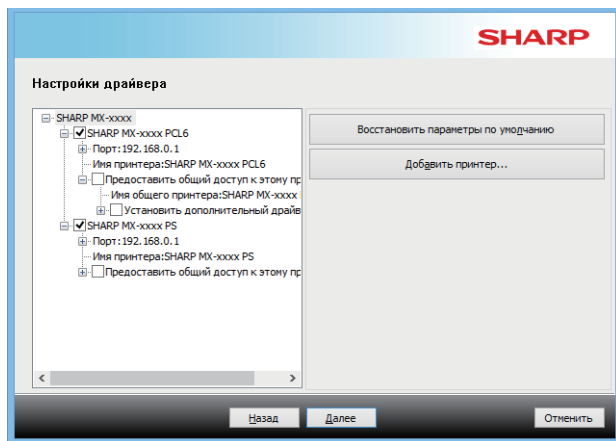 SHARP
Настройки драйвера
SHARP MX-xxxx
SHARP MX-xxxx PCL6
Порт:192.168.0.1
Имя принтера:SHARP MX-xxxx PCL6
Предоставить общий доступ к этому пр
Имя общего принтера:SHARP MX-xxxx
Установить дополнительный драйв
SHARP MX-xxxx PS
Порт:192.168.0.1
Имя принтера:SHARP MX-xxxx PS
Предоставить общий доступ к этому пр
Восстановить параметры по умолчанию
Добавить принтер...
Назад
Далее
Отменить